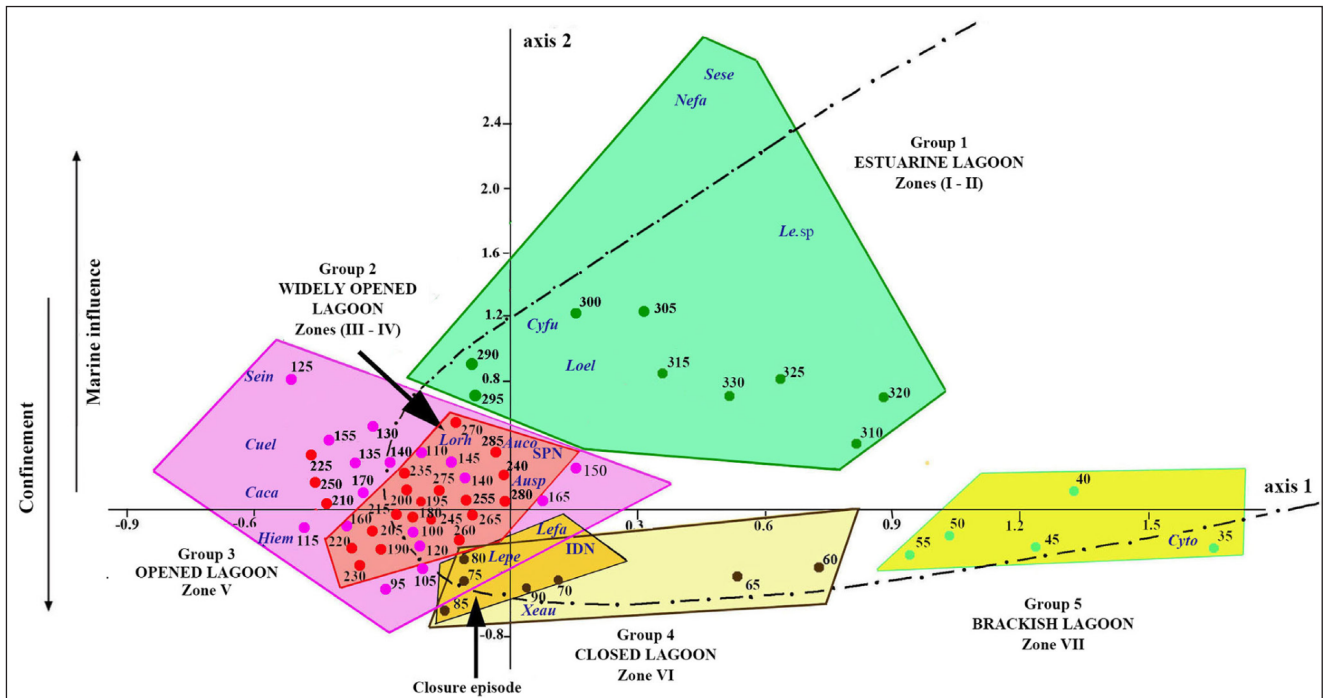 axis 2
Sese
Nefa
2.4
Group 1
ESTUARINE LAGOON
Zones (I - II)
2.0
Le.sp
1.6
Group 2
WIDELY OPENED
LAGOON
Zones (III - IV)
Marine influence
Confinement
1.2
300
305
Cyfu
290
Loel
315
325
330
320
295
0.8
125
Sein
310
270
130
155
Cuel
Lorh
285
Auco
SPN
225
135
140
110
145
150
250
170
235
275
140
240
Ausp
Caca
210
200
195
255
280
165
40
axis 1
-0.9
-0.6
0.3
0.6
0.9
1.2
1.5
215
180
245
265
160
205
100
260
Lefa
IDN
Hiem
115
220
190
120
Lepe
80
50
55
45
Cyto
35
Group 3
OPENED LAGOON
Zone V
230
95
105
75
70
90
65
60
85
Xeau
-0.8
Group 4
CLOSED LAGOON
Zone VI
Group 5
BRACKISH LAGOON
Zone VII
Closure episode